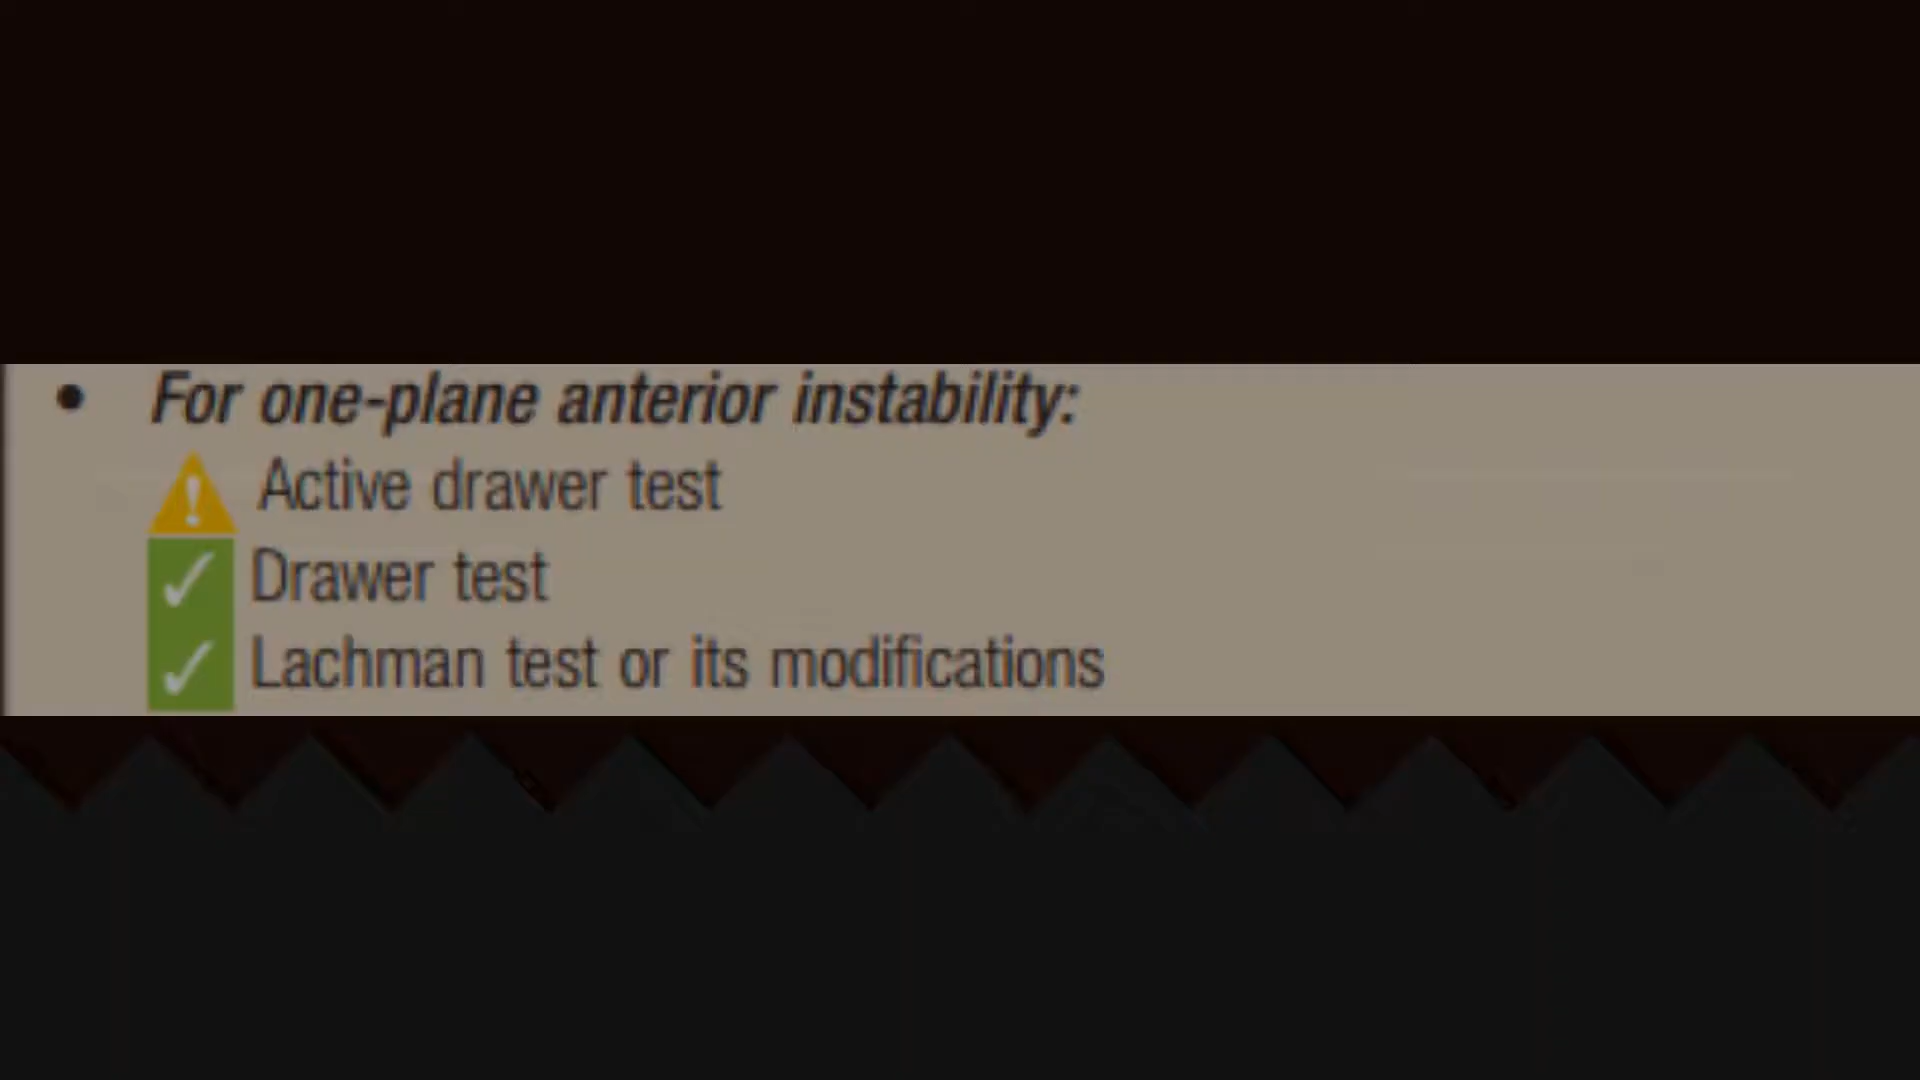 • For one-plane anterior instability:
! Active drawer test
✓ Drawer test
✓ Lachman test or its modifications